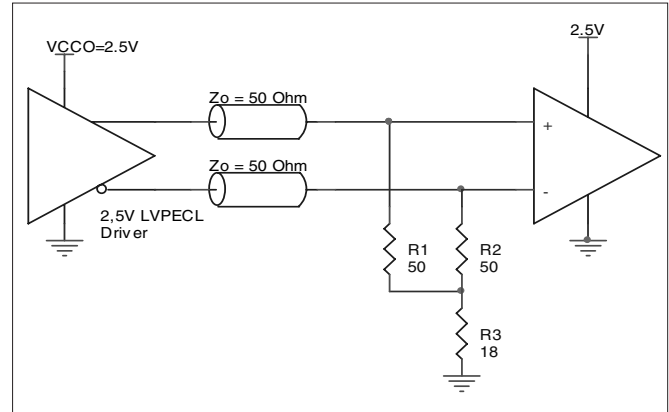 VCCO=2.5V
2.5V
Zo = 50 Ohm
+
Zo = 50 Ohm
-
2,5V LVPECL
Driver
R1
50
R2
50
R3
18